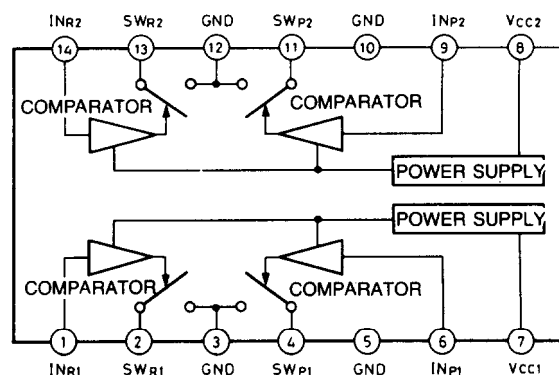 INR2 SWR2 GND SWP2 GND INP2 VCC2
14 13 12 11 10 9 8
COMPARATOR COMPARATOR
POWER SUPPLY
POWER SUPPLY
COMPARATOR COMPARATOR
1 2 3 4 5 6 7
INR1 SWR1 GND SWP1 GND INP1 VCC1